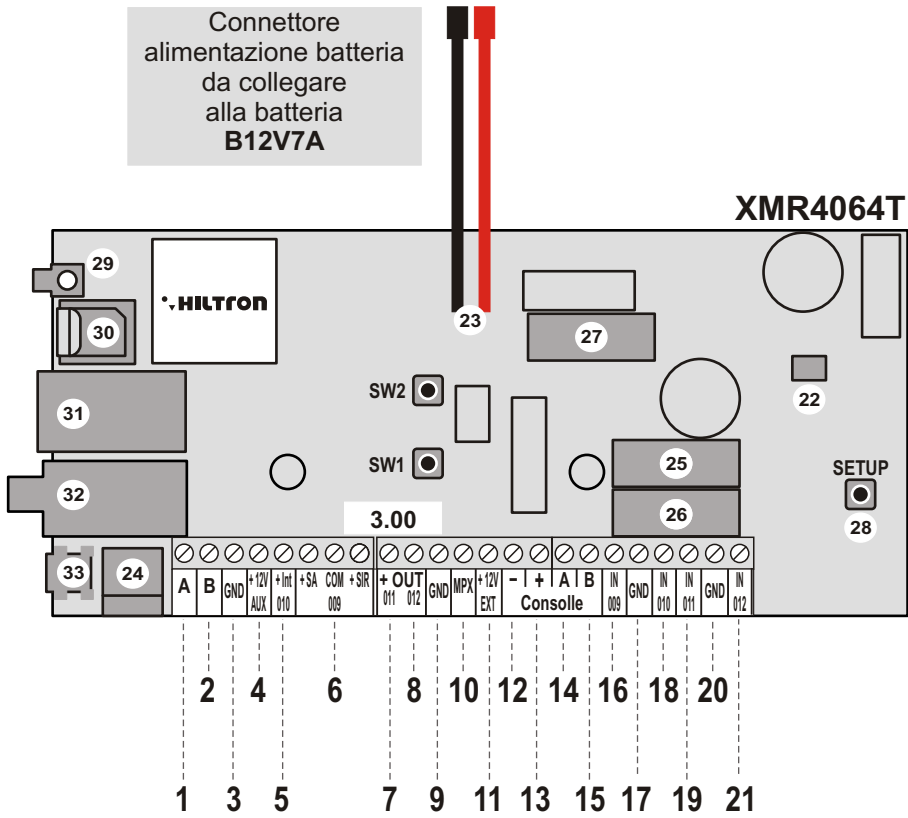 Connettore
alimentazione batteria
da collegare
alla batteria
B12V7A
XMR4064T
29
HILTRON
30
23
27
SW2
22
31
SW1
25
SETUP
32
26
28
3.00
33
24
A B GND +12V AUX +Int 010 +SA COM 009 +SIR + OUT 011 012 GND MPX +12V EXT – + Consolle A B IN 009 GND IN 010 IN 011 GND IN 012
2 4 6 8 10 12 14 16 18 20
1 3 5 7 9 11 13 15 17 19 21